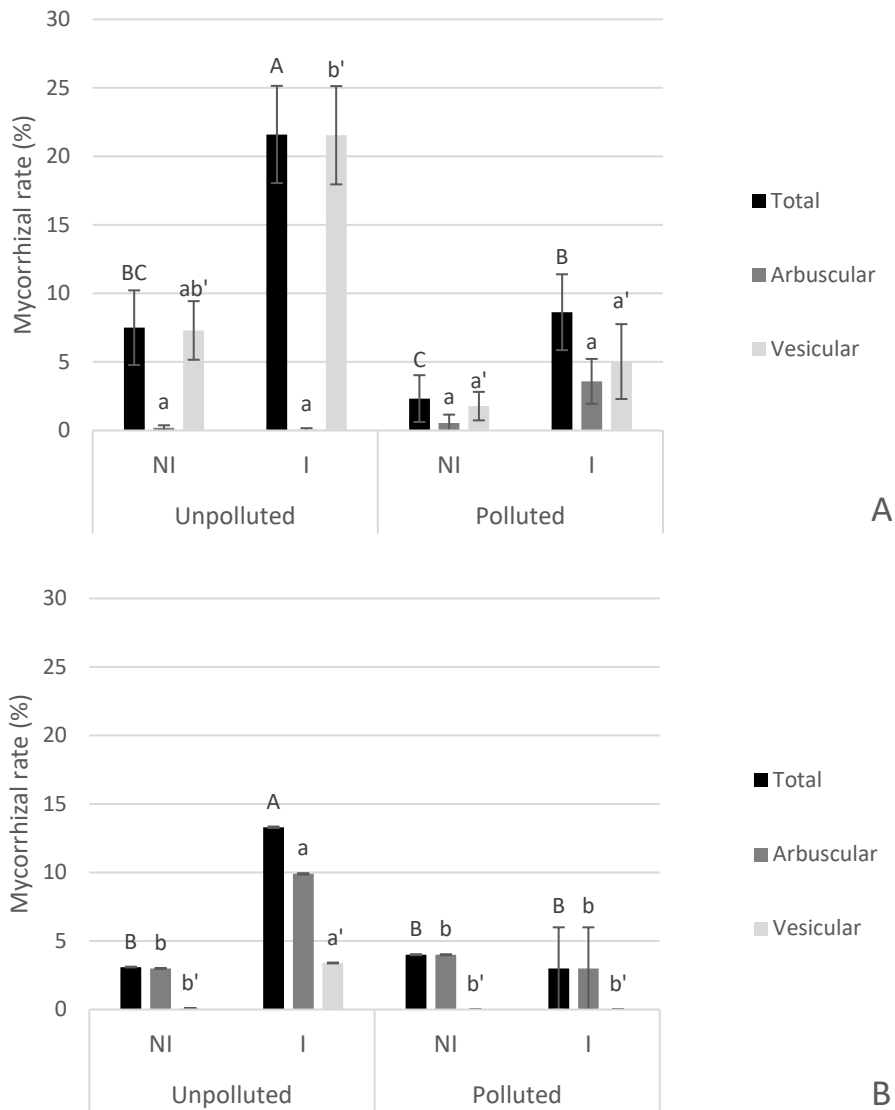 30
25
20
15
10
5
0
Mycorrhizal rate (%)
BC
a
ab'
A
a
b'
C
a
a'
B
a
a'
NI
I
NI
I
Unpolluted
Polluted
Total
Arbuscular
Vesicular
A
30
25
20
15
10
5
0
Mycorrhizal rate (%)
B
b
b'
A
a
a'
B
b
b'
B
b
b'
NI
I
NI
I
Unpolluted
Polluted
Total
Arbuscular
Vesicular
B